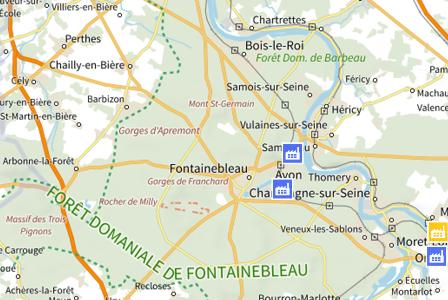 Villiers-en-Bière
École
Chartrettes
Perthes
Bois-le-Roi
Chailly-en-Bière
Forêt Dom. de Barbeau
Cely
Féricy
Samois-sur-Seine
Barbizon
Mont St-Germain
Héricy
St-Martin-en-Bière
Vulaines-sur-Seine
Gorges d'Apremont
Arbonne-la-Forêt
Fontainebleau
Avon
Thomery
Gorges de Franchard
Massif des Trois
Pignons
Rocher de Milly
FORÊT DOMANIALE DE FONTAINEBLEAU
Veneux-les-Sablons
Achères-la-Forêt
Recloses
Écuelles
Montarlot
Bourron-Marlotte